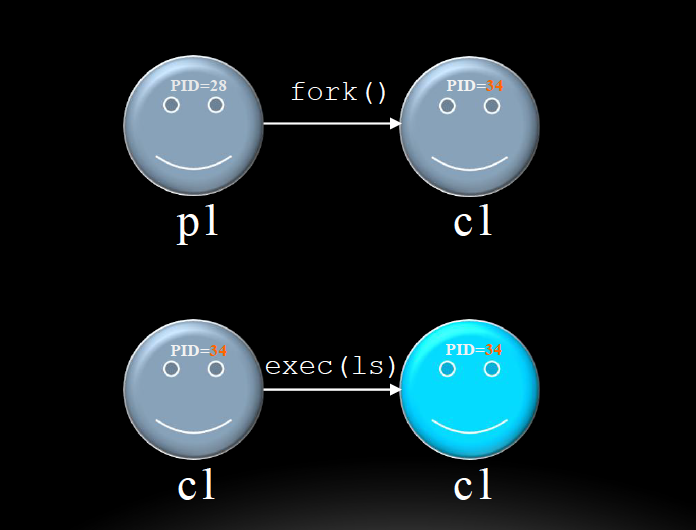 PID=28
fork()
PID=34
p1
c1
PID=34
exec(ls)
PID=34
c1
c1